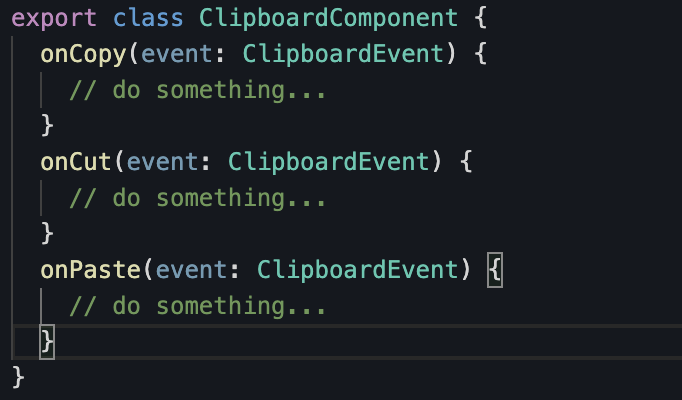 export class ClipboardComponent {
  onCopy(event: ClipboardEvent) {
    // do something...
  }
  onCut(event: ClipboardEvent) {
    // do something...
  }
  onPaste(event: ClipboardEvent) {
    // do something...
  }
}